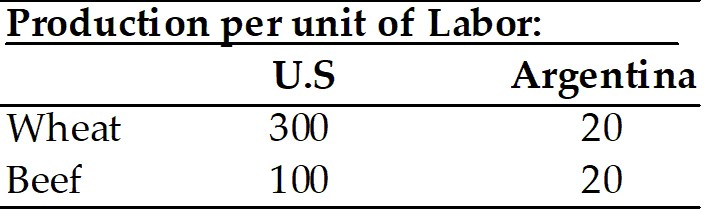 Production per unit of Labor:
U.S Argentina
Wheat 300 20
Beef 100 20